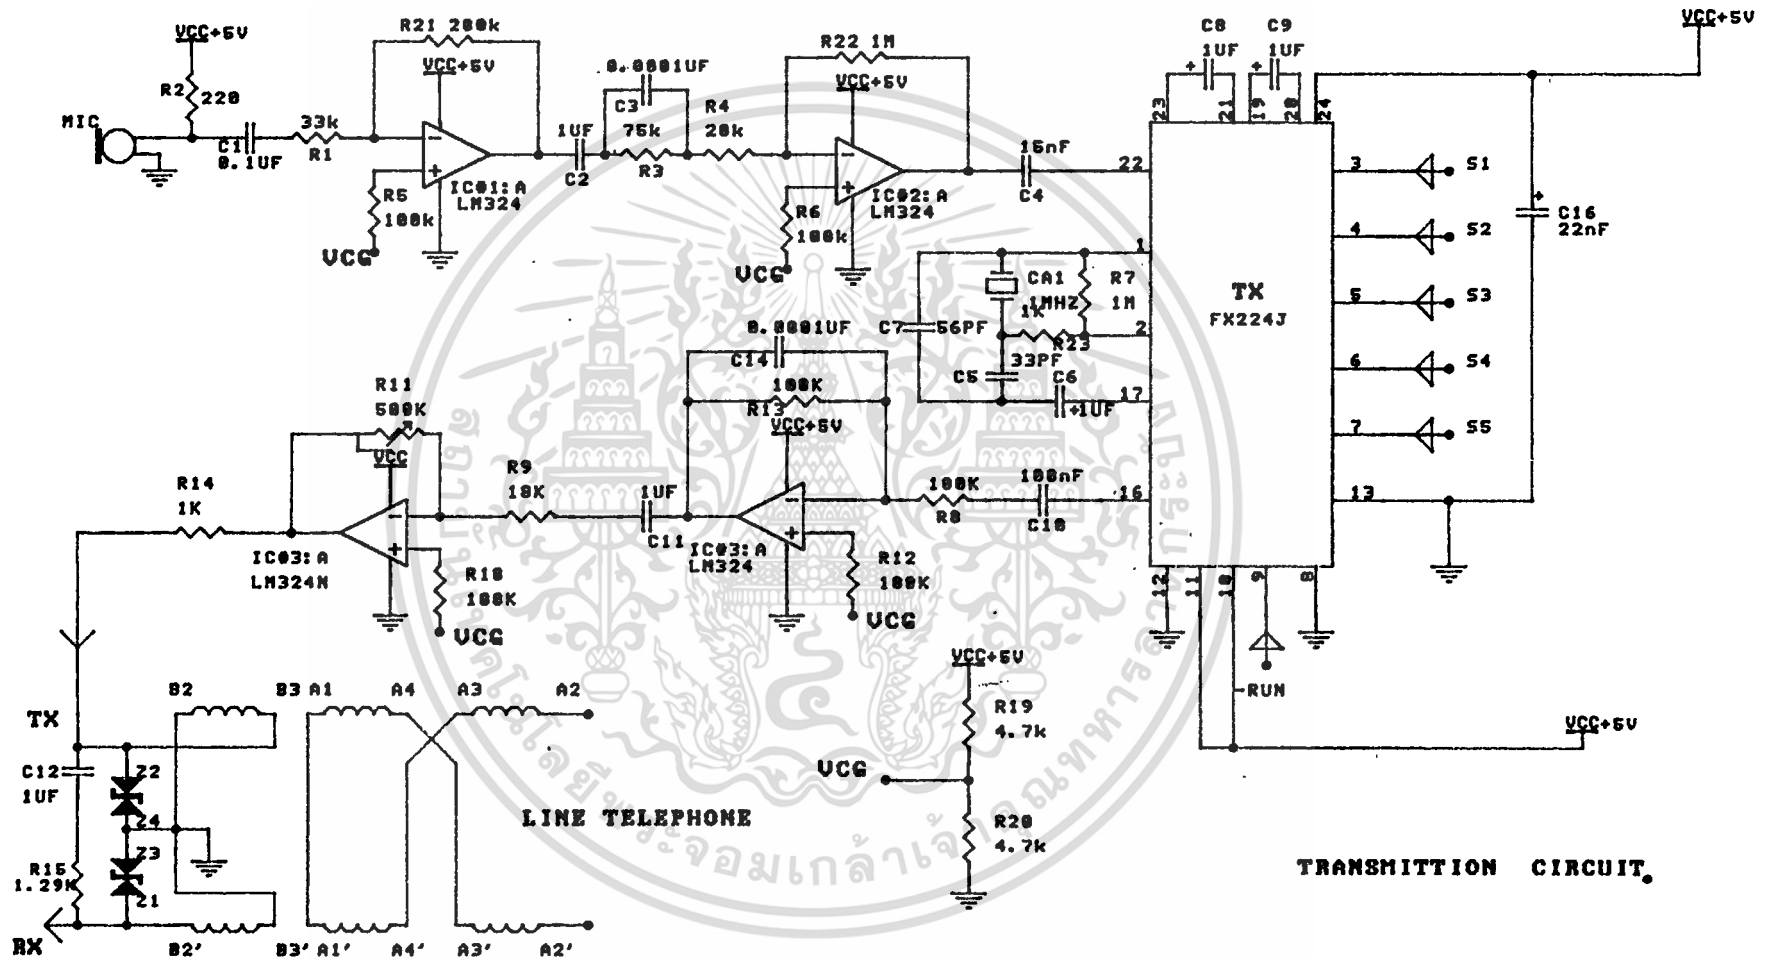 VCC+5V
R21 200k
VCC+5V
R22 1M
VCC+5V
C8
1UF
C9
1UF
VCC+5V
R2
220
MIC
C1
0.1UF
33k
R1
0.0001UF
C3
75k
R3
1UF
C2
R4
20k
R5
100k
IC01:A
LM324
VCG
R6
100k
IC02:A
LM324
VCG
15nF
C4
23
21
19
20
24
22
3
S1
4
S2
5
S3
6
S4
7
S5
13
1
2
17
16
TX
FX224J
C16
22nF
CA1
1MHZ
R7
1M
1K
R23
C7
56PF
33PF
C5
C6
1UF
0.0001UF
C14
100K
R13
VCC+5V
R11
500K
VCC
R14
1K
R9
10K
1UF
C11
100K
R8
100nF
C10
IC03:A
LM324N
IC03:A
LM324
R10
100K
VCG
R12
100K
VCG
12
11
10
9
8
RUN
VCC+5V
VCC+5V
R19
4.7k
VCG
R20
4.7k
B2
B3
A1
A4
A3
A2
TX
C12
1UF
Z2
Z4
Z3
Z1
R15
1.29K
RX
B2'
B3'
A1'
A4'
A3'
A2'
LINE TELEPHONE
TRANSMITTION CIRCUIT.